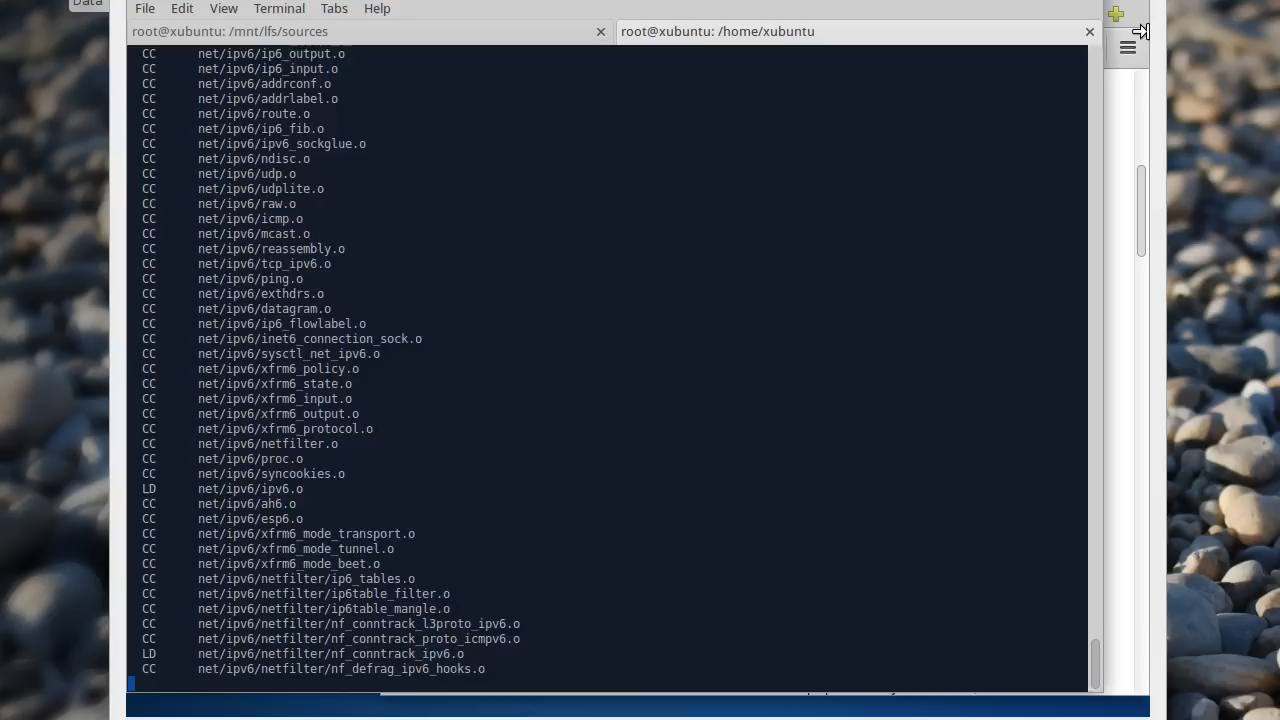 Data
File Edit View Terminal Tabs Help
root@xubuntu: /mnt/lfs/sources
root@xubuntu: /home/xubuntu
CC net/ipv6/ip6_output.o
CC net/ipv6/ip6_input.o
CC net/ipv6/addrconf.o
CC net/ipv6/addrlabel.o
CC net/ipv6/route.o
CC net/ipv6/ip6_fib.o
CC net/ipv6/ipv6_sockglue.o
CC net/ipv6/ndisc.o
CC net/ipv6/udp.o
CC net/ipv6/udplite.o
CC net/ipv6/raw.o
CC net/ipv6/icmp.o
CC net/ipv6/mcast.o
CC net/ipv6/reassembly.o
CC net/ipv6/tcp_ipv6.o
CC net/ipv6/ping.o
CC net/ipv6/exthdrs.o
CC net/ipv6/datagram.o
CC net/ipv6/ip6_flowlabel.o
CC net/ipv6/inet6_connection_sock.o
CC net/ipv6/sysctl_net_ipv6.o
CC net/ipv6/xfrm6_policy.o
CC net/ipv6/xfrm6_state.o
CC net/ipv6/xfrm6_input.o
CC net/ipv6/xfrm6_output.o
CC net/ipv6/xfrm6_protocol.o
CC net/ipv6/netfilter.o
CC net/ipv6/proc.o
CC net/ipv6/syncookies.o
LD net/ipv6/ipv6.o
CC net/ipv6/ah6.o
CC net/ipv6/esp6.o
CC net/ipv6/xfrm6_mode_transport.o
CC net/ipv6/xfrm6_mode_tunnel.o
CC net/ipv6/xfrm6_mode_beet.o
CC net/ipv6/netfilter/ip6_tables.o
CC net/ipv6/netfilter/ip6table_filter.o
CC net/ipv6/netfilter/ip6table_mangle.o
CC net/ipv6/netfilter/nf_conntrack_l3proto_ipv6.o
CC net/ipv6/netfilter/nf_conntrack_proto_icmpv6.o
LD net/ipv6/netfilter/nf_conntrack_ipv6.o
CC net/ipv6/netfilter/nf_defrag_ipv6_hooks.o